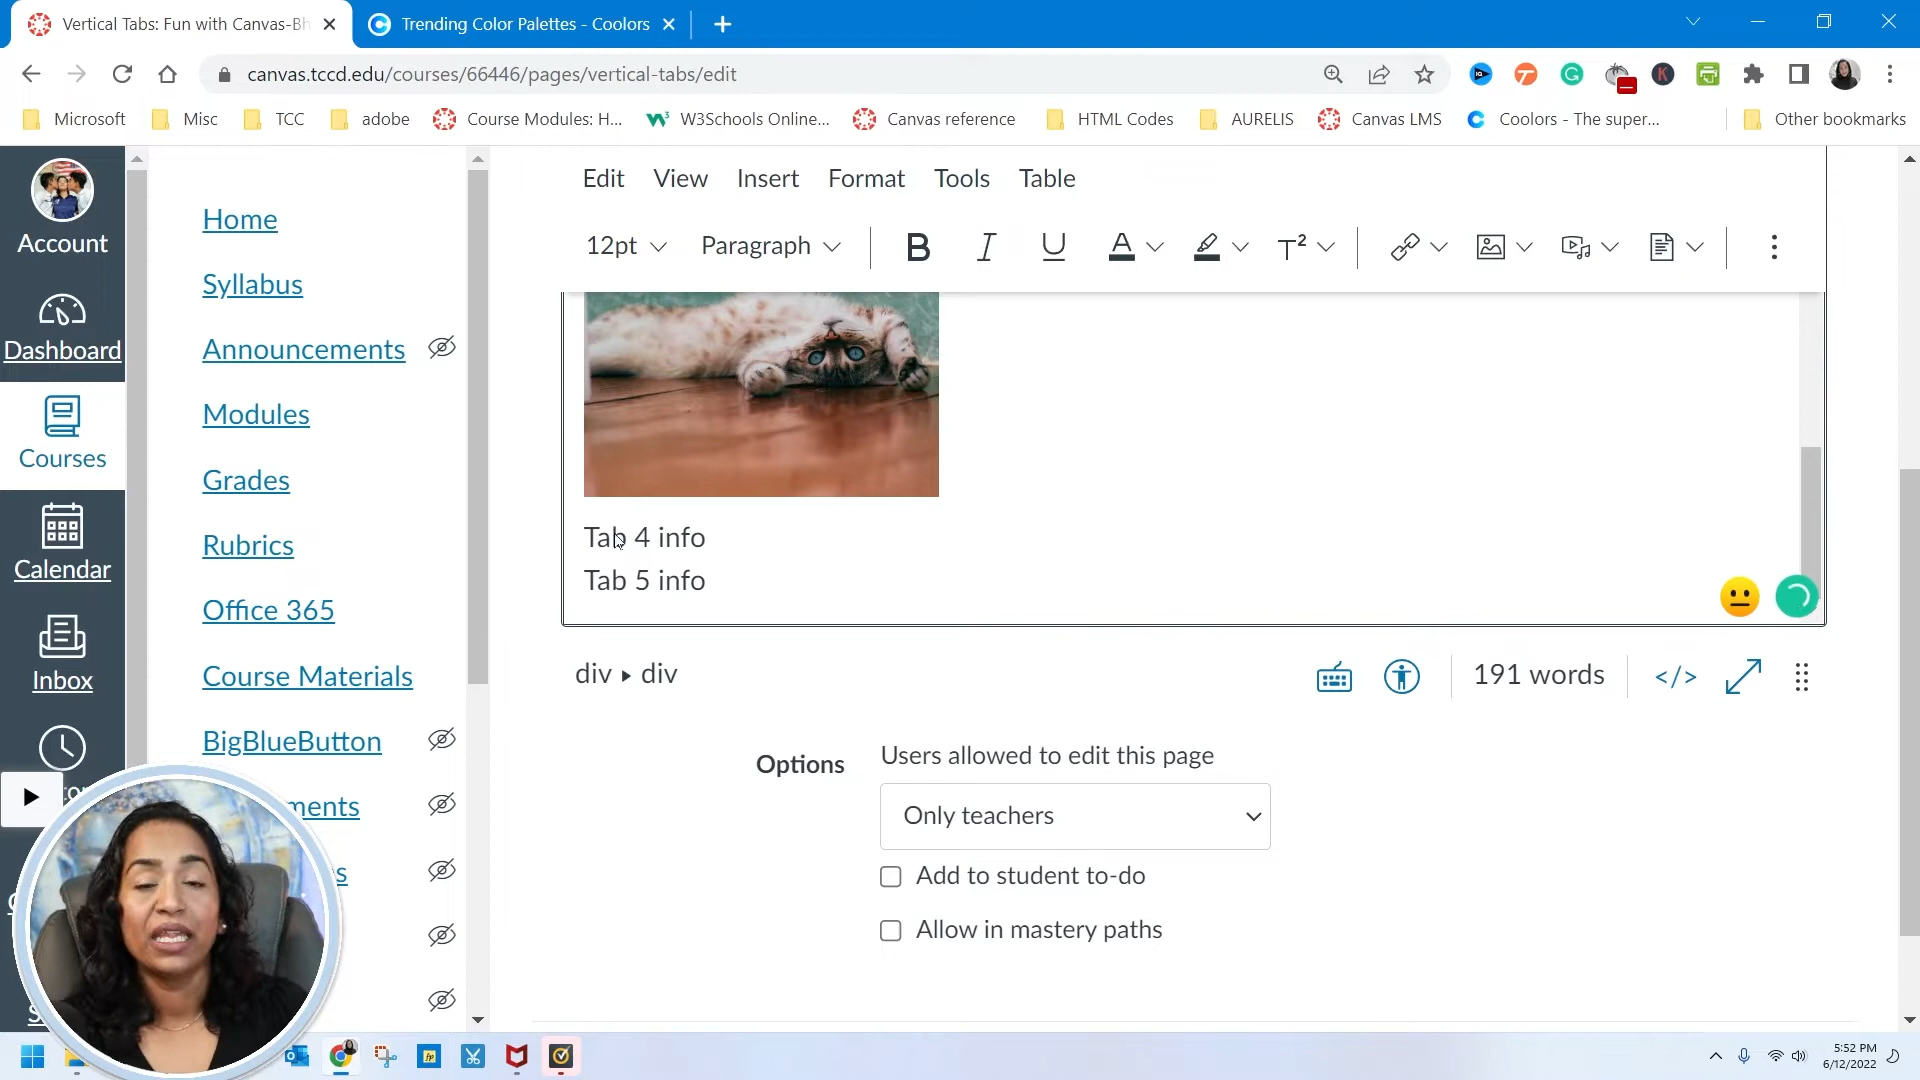 Vertical Tabs: Fun with Canvas-Bh
Trending Color Palettes - Coolors
canvas.tccd.edu/courses/66446/pages/vertical-tabs/edit
Microsoft
Misc
TCC
adobe
Course Modules: H...
W3Schools Online...
Canvas reference
HTML Codes
AURELIS
Canvas LMS
Coolors - The super...
Other bookmarks
Account
Dashboard
Courses
Calendar
Inbox
Home
Syllabus
Announcements
Modules
Grades
Rubrics
Office 365
Course Materials
BigBlueButton
ments
Edit View Insert Format Tools Table
12pt Paragraph
Tab 4 info
Tab 5 info
div ▸ div
191 words
</>
Options
Users allowed to edit this page
Only teachers
Add to student to-do
Allow in mastery paths
5:52 PM
6/12/2022